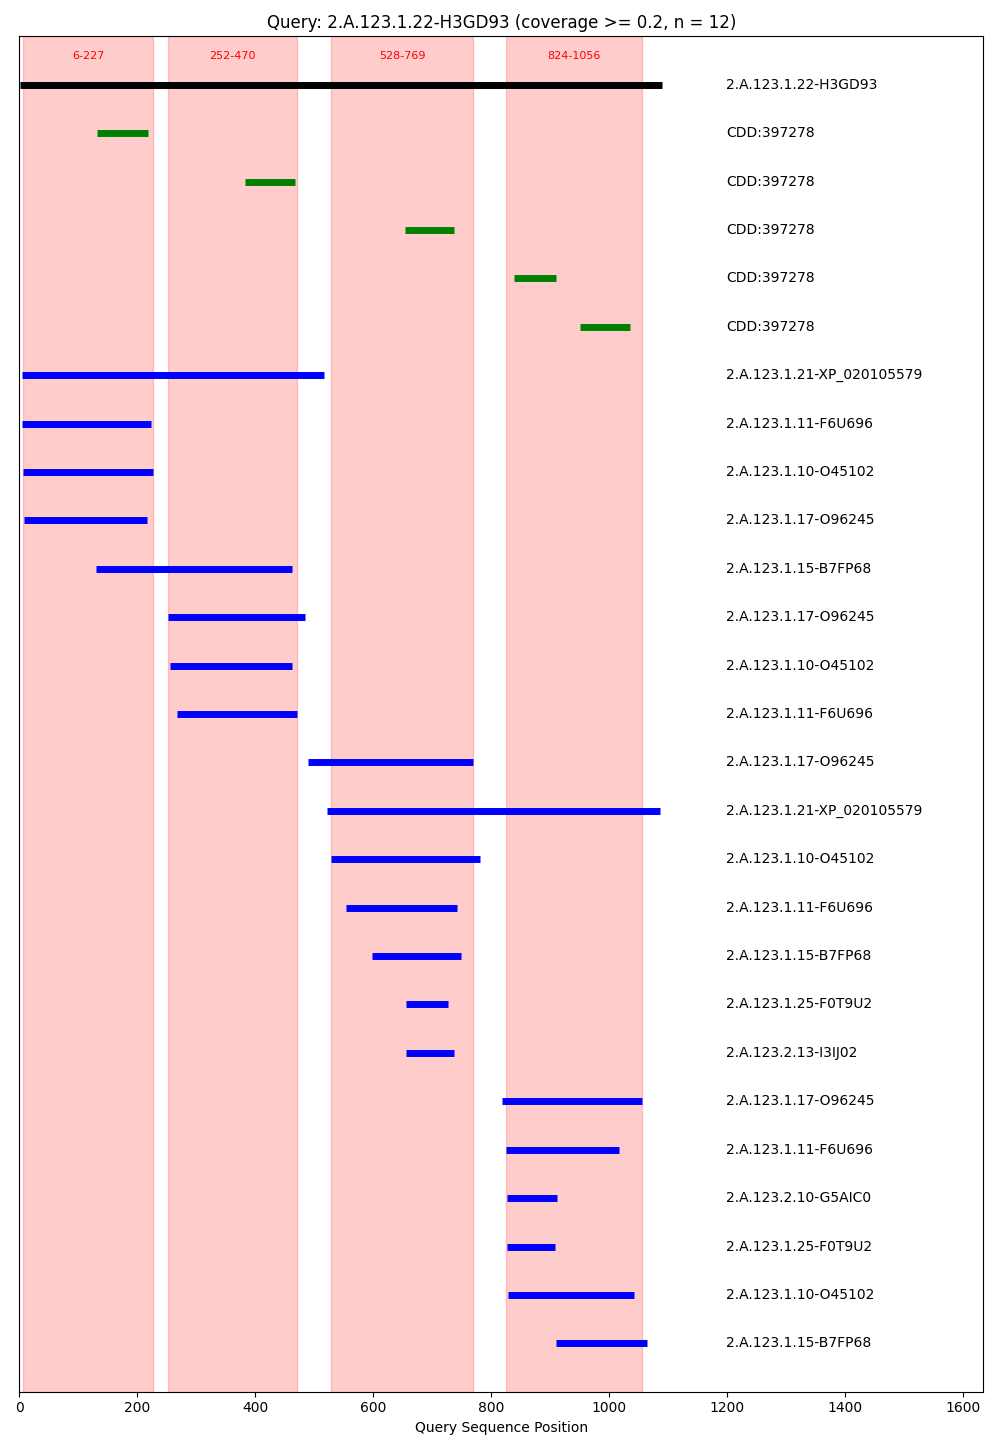 Query: 2.A.123.1.22-H3GD93 (coverage >= 0.2, n = 12)
6-227 252-470 528-769 824-1056
2.A.123.1.22-H3GD93
CDD:397278
CDD:397278
CDD:397278
CDD:397278
CDD:397278
2.A.123.1.21-XP_020105579
2.A.123.1.11-F6U696
2.A.123.1.10-O45102
2.A.123.1.17-O96245
2.A.123.1.15-B7FP68
2.A.123.1.17-O96245
2.A.123.1.10-O45102
2.A.123.1.11-F6U696
2.A.123.1.17-O96245
2.A.123.1.21-XP_020105579
2.A.123.1.10-O45102
2.A.123.1.11-F6U696
2.A.123.1.15-B7FP68
2.A.123.1.25-F0T9U2
2.A.123.2.13-I3IJ02
2.A.123.1.17-O96245
2.A.123.1.11-F6U696
2.A.123.2.10-G5AIC0
2.A.123.1.25-F0T9U2
2.A.123.1.10-O45102
2.A.123.1.15-B7FP68
0 200 400 600 800 1000 1200 1400 1600
Query Sequence Position